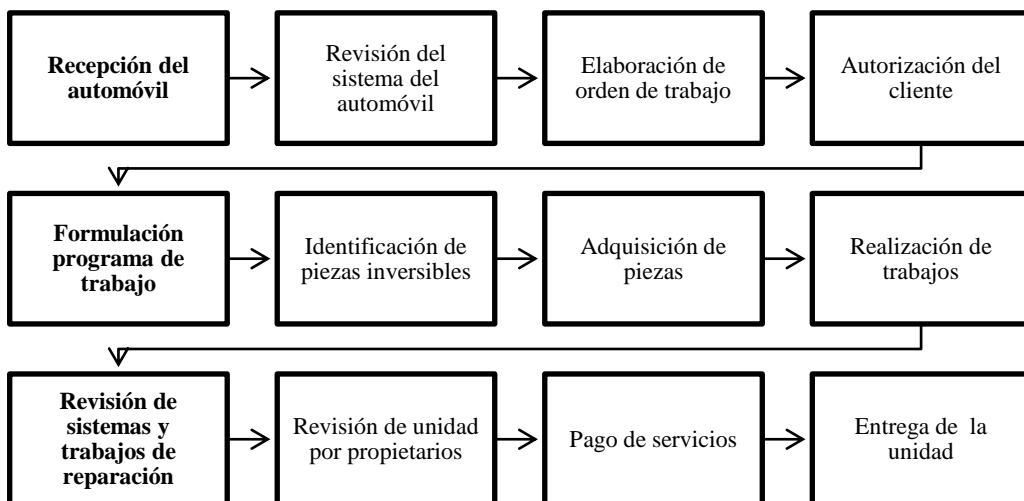 Recepción del
automóvil
Revisión del
sistema del
automóvil
Elaboración de
orden de trabajo
Autorización del
cliente
Formulación
programa de
trabajo
Identificación de
piezas inversibles
Adquisición de
piezas
Realización de
trabajos
Revisión de
sistemas y
trabajos de
reparación
Revisión de unidad
por propietarios
Pago de servicios
Entrega de la
unidad